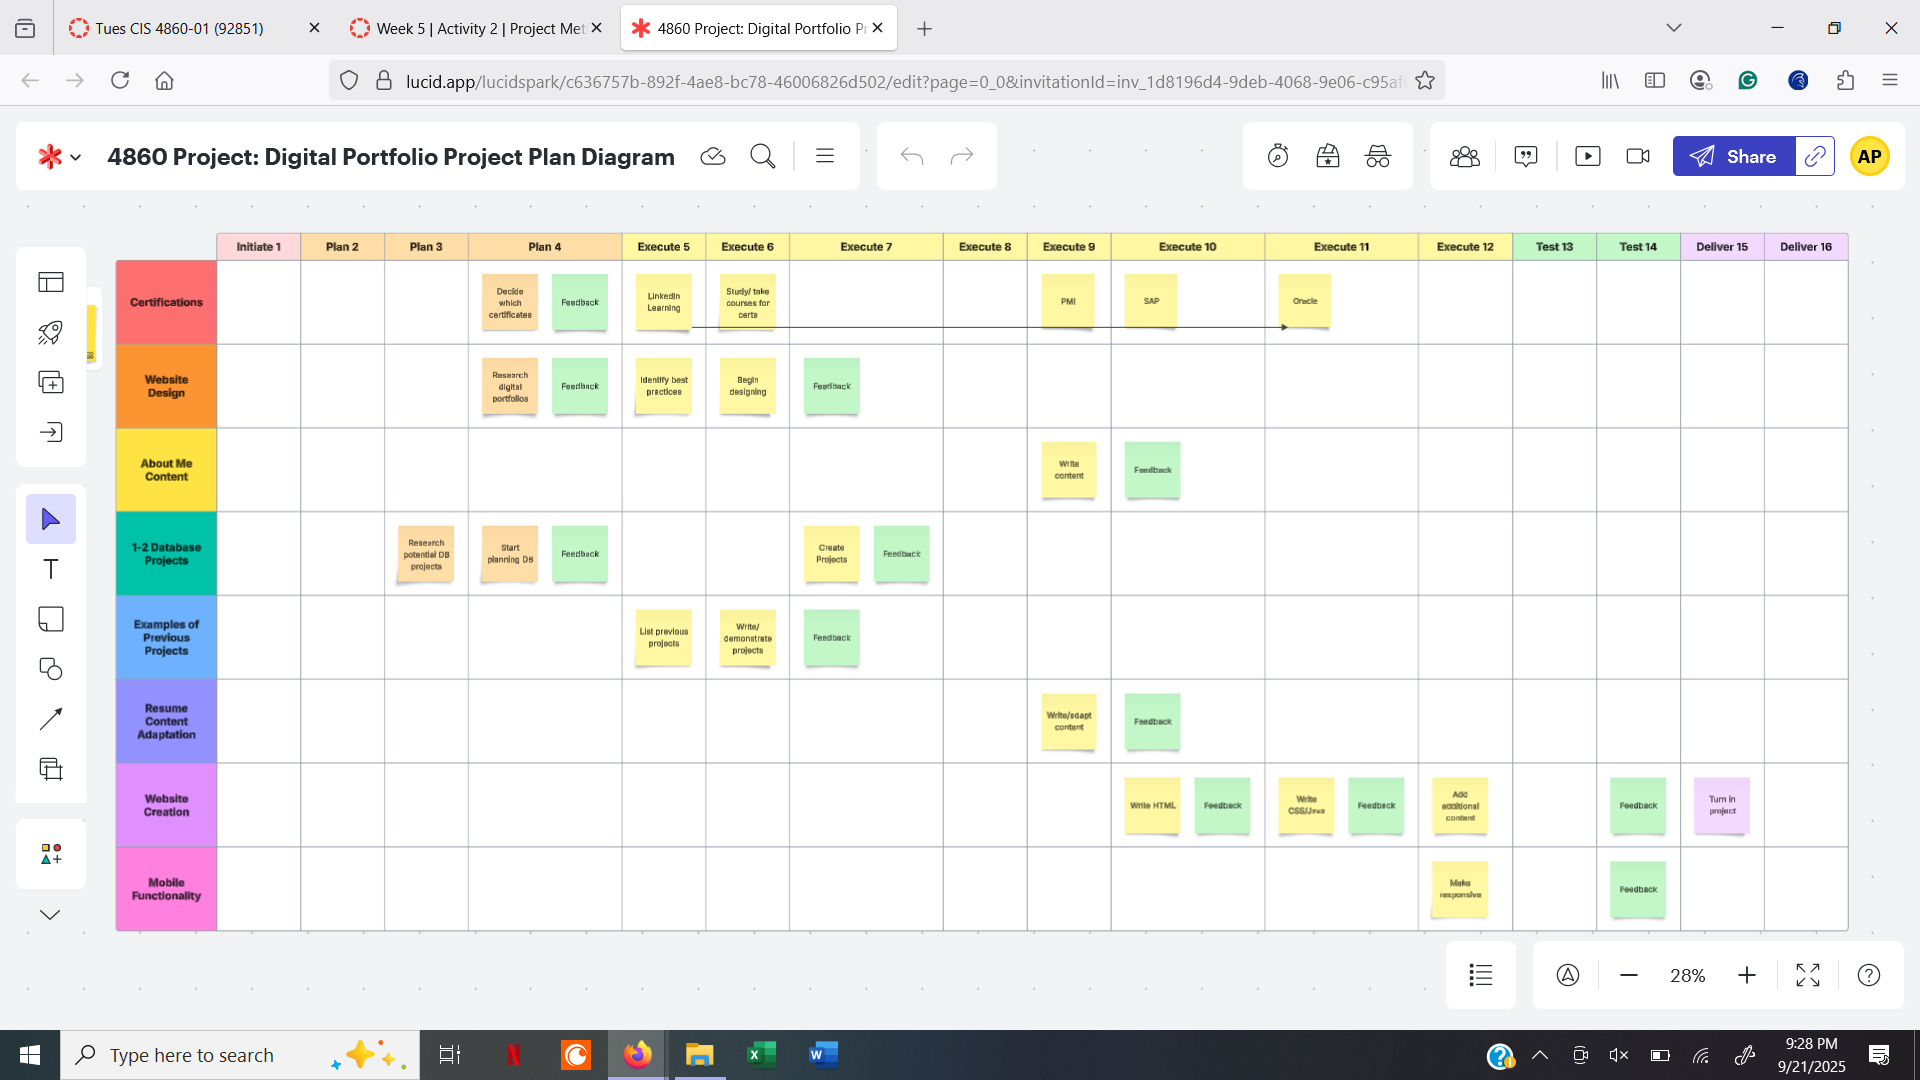 Tues CIS 4860-01 (92851)
Week 5 | Activity 2 | Project Met
4860 Project: Digital Portfolio Pr
lucid.app/lucidspark/c636757b-892f-4ae8-bc78-46006826d502/edit?page=0_0&invitationId=inv_1d8196d4-9deb-4068-9e06-c95af
4860 Project: Digital Portfolio Project Plan Diagram
Share
AP
Initiate 1
Plan 2
Plan 3
Plan 4
Execute 5
Execute 6
Execute 7
Execute 8
Execute 9
Execute 10
Execute 11
Execute 12
Test 13
Test 14
Deliver 15
Deliver 16
Certifications
Decide
which
certificates
Feedback
LinkedIn
Learning
Study/ take
courses for
certs
PMI
SAP
Oracle
Website
Design
Research
digital
portfolios
Feedback
Identify best
practices
Begin
designing
Feedback
About Me
Content
Write
content
Feedback
1-2 Database
Projects
Research
potential DB
projects
Start
planning DB
Feedback
Create
Projects
Feedback
Examples of
Previous
Projects
List previous
projects
Write/
demonstrate
projects
Feedback
Resume
Content
Adaptation
Write/adapt
content
Feedback
Website
Creation
Write HTML
Feedback
Write
CSS/Java
Feedback
Add
additional
content
Feedback
Turn in
project
Mobile
Functionality
Make
responsive
Feedback
28%
Type here to search
9:28 PM
9/21/2025